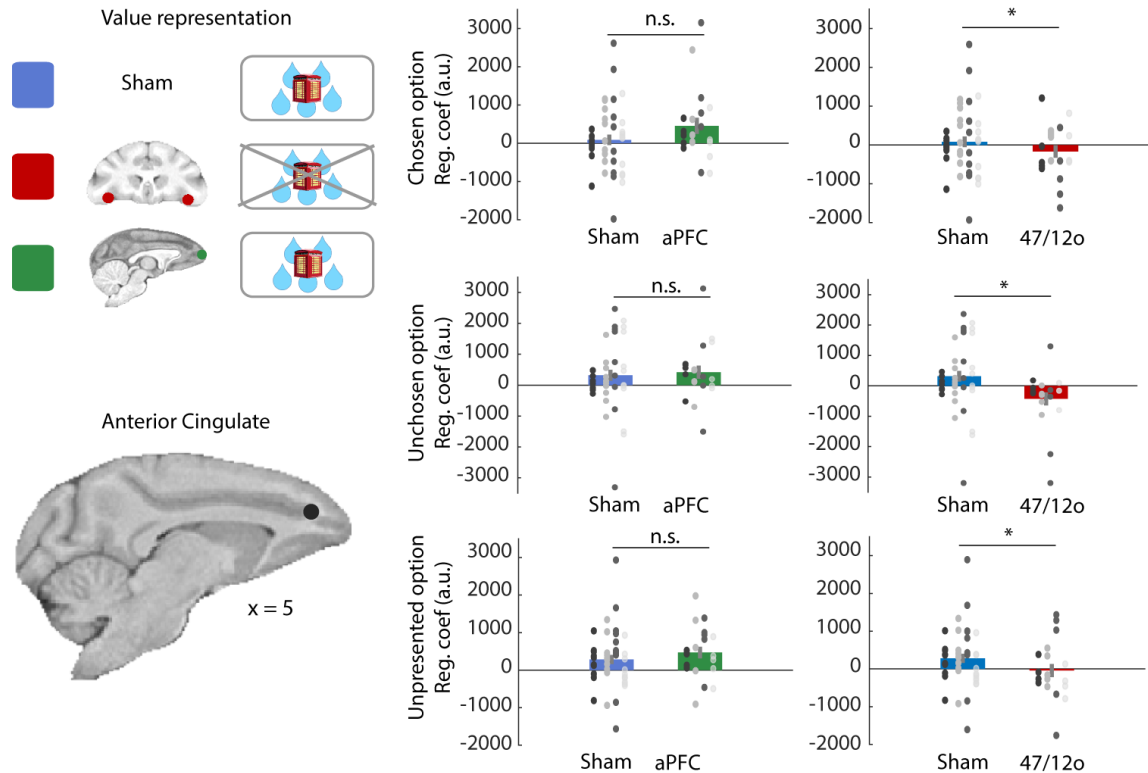 Value representation
Sham
Anterior Cingulate
x = 5
Chosen option
Reg. coef (a.u.)
3000
2000
1000
0
-1000
-2000
n.s.
Sham
aPFC
3000
2000
1000
0
-1000
-2000
*
Sham
47/12o
Unchosen option
Reg. coef (a.u.)
3000
2000
1000
0
-1000
-2000
-3000
n.s.
Sham
aPFC
3000
2000
1000
0
-1000
-2000
-3000
*
Sham
47/12o
Unpresented option
Reg. coef (a.u.)
3000
2000
1000
0
-1000
-2000
n.s.
Sham
aPFC
3000
2000
1000
0
-1000
-2000
*
Sham
47/12o